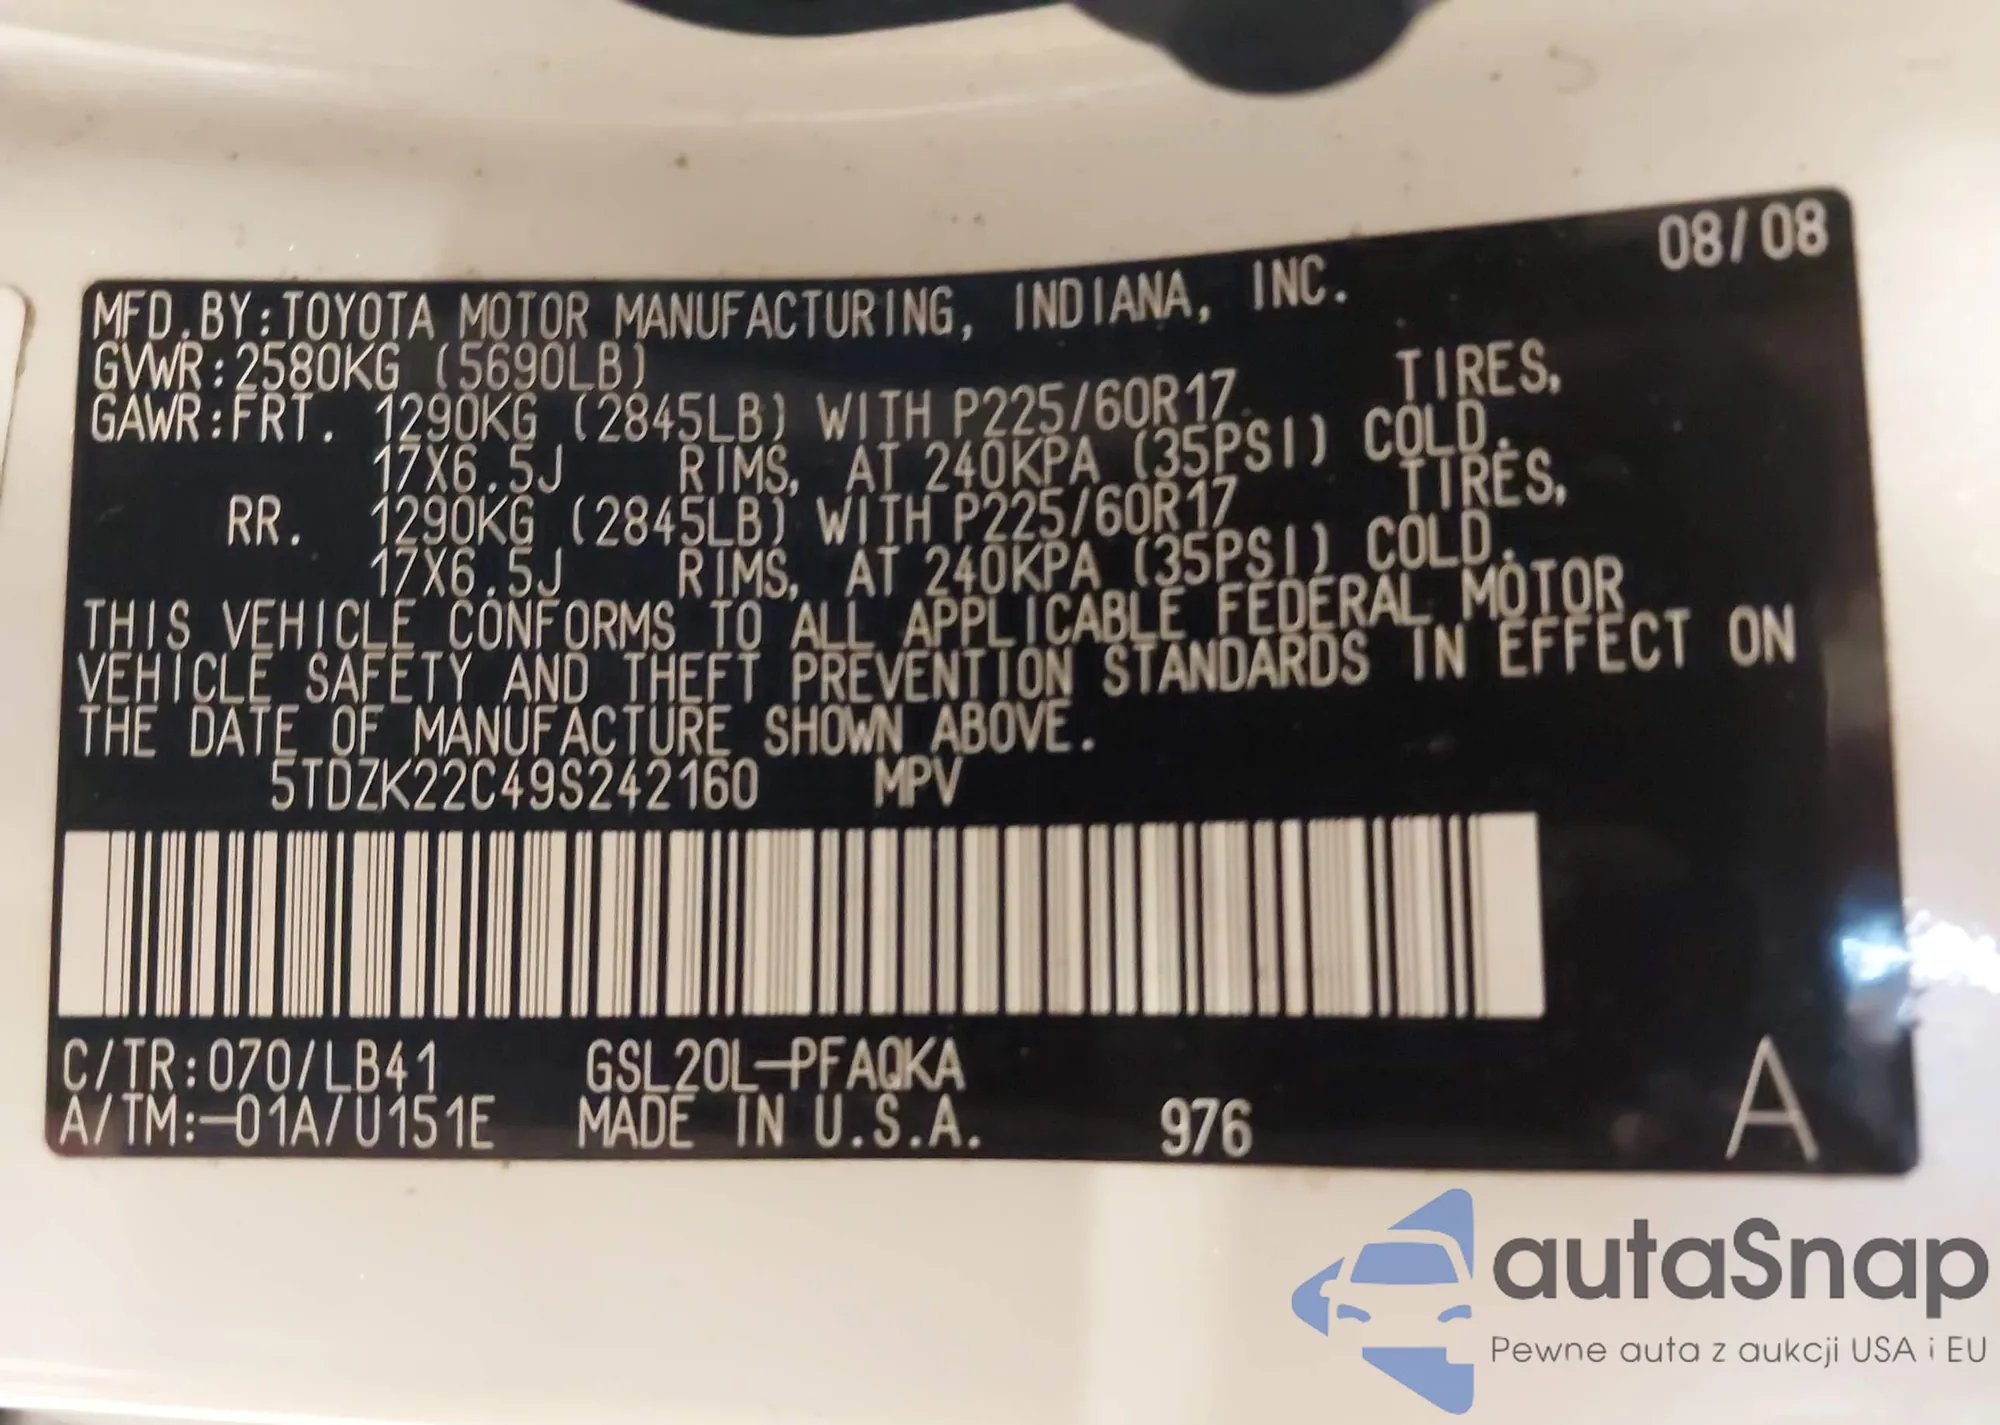 08/08
MFD.BY:TOYOTA MOTOR MANUFACTURING, INDIANA, INC.
GVWR:2580KG (5690LB)
GAWR:FRT. 1290KG (2845LB) WITH P225/60R17 TIRES,
17X6.5J RIMS, AT 240KPA (35PSI) COLD.
RR. 1290KG (2845LB) WITH P225/60R17 TIRES,
17X6.5J RIMS, AT 240KPA (35PSI) COLD.
THIS VEHICLE CONFORMS TO ALL APPLICABLE FEDERAL MOTOR
VEHICLE SAFETY AND THEFT PREVENTION STANDARDS IN EFFECT ON
THE DATE OF MANUFACTURE SHOWN ABOVE.
5TDZK22C49S242160 MPV
C/TR:070/LB41 GSL20L-PFAQKA
A/TM:-01A/U151E MADE IN U.S.A. 976 A
autaSnap
Pewne auta z aukcji USA i EU